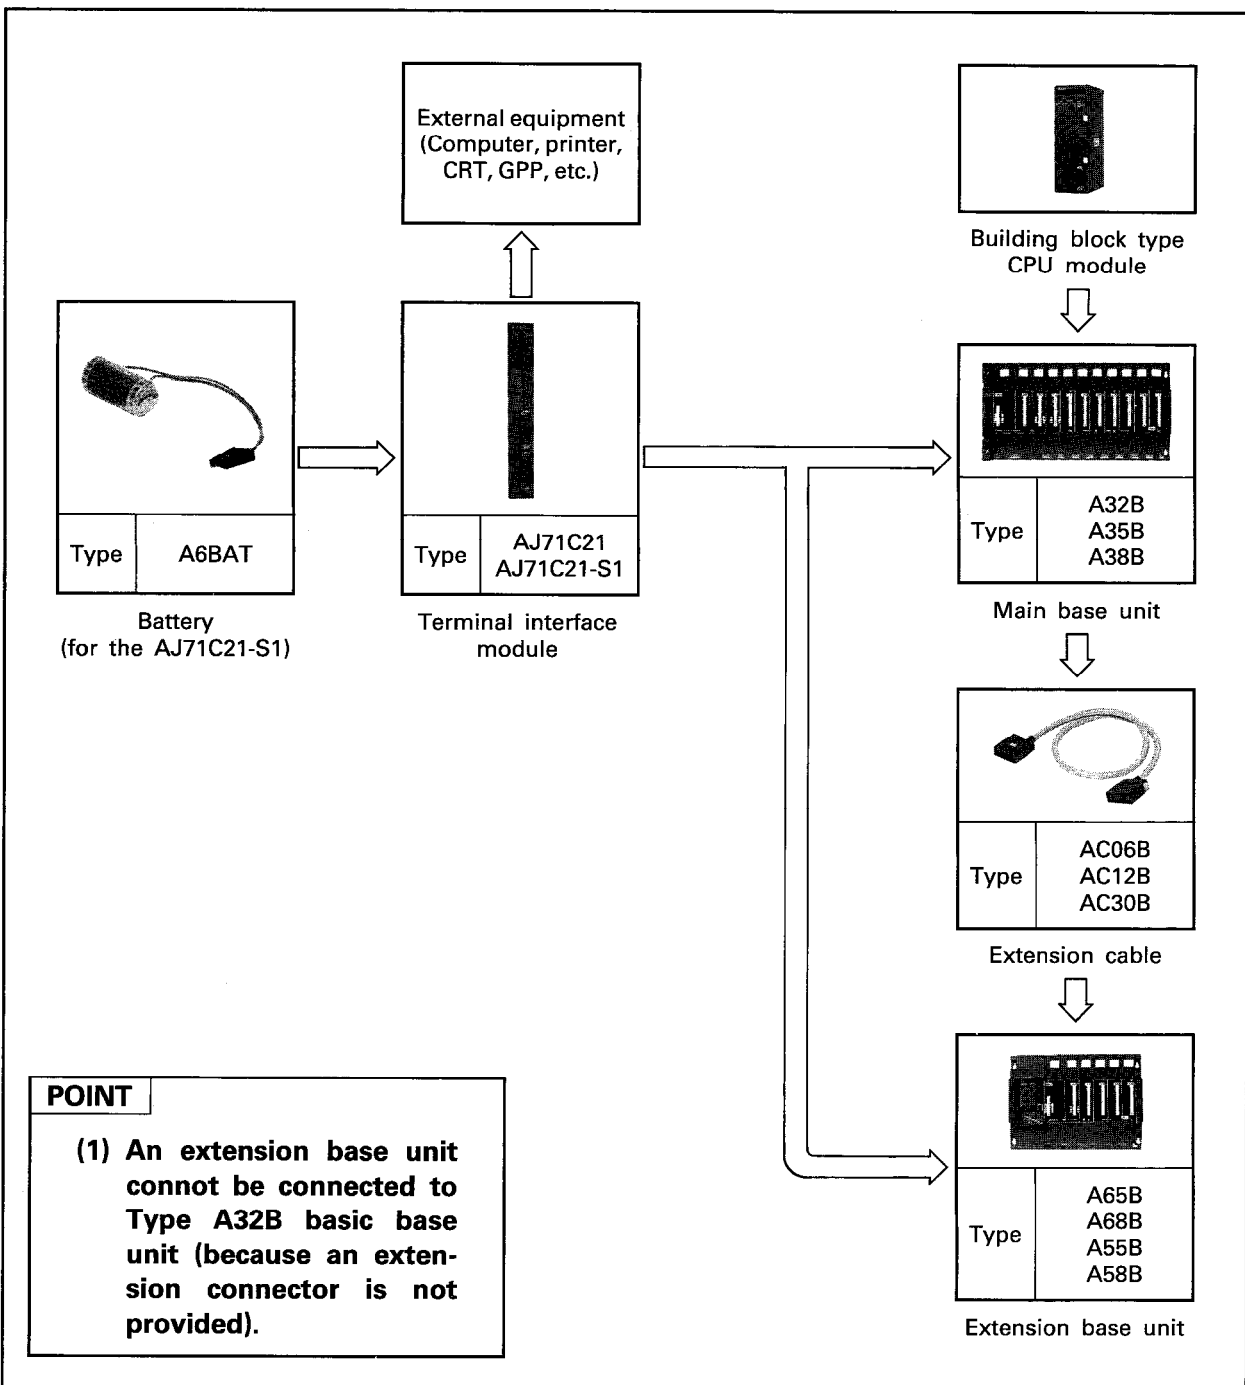 External equipment
(Computer, printer,
CRT, GPP, etc.)
Building block type
CPU module
Type
A6BAT
Battery
(for the AJ71C21-S1)
Type
AJ71C21
AJ71C21-S1
Terminal interface
module
Type
A32B
A35B
A38B
Main base unit
Type
AC06B
AC12B
AC30B
Extension cable
Type
A65B
A68B
A55B
A58B
Extension base unit
POINT
(1) An extension base unit
connot be connected to
Type A32B basic base
unit (because an exten-
sion connector is not
provided).